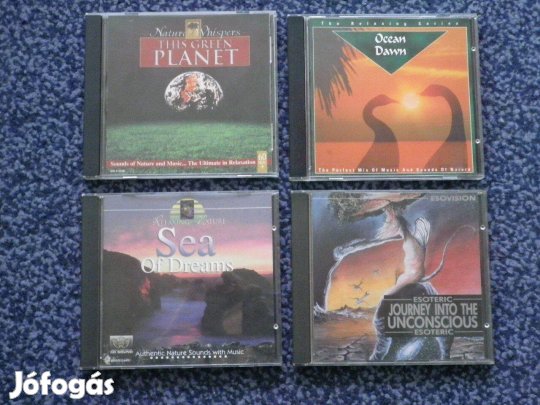 Nature Whispers
THIS GREEN
PLANET
Sounds of Nature and Music... The Ultimate in Relaxation
60
The Relaxing Series
Ocean
Dawn
The Perfect Mix Of Music And Sounds Of Nature
Sea
Of Dreams
Authentic Nature Sounds with Music
ESOVISION
ESOTERIC
JOURNEY INTO THE
UNCONSCIOUS
ESOTERIC
Jófogás